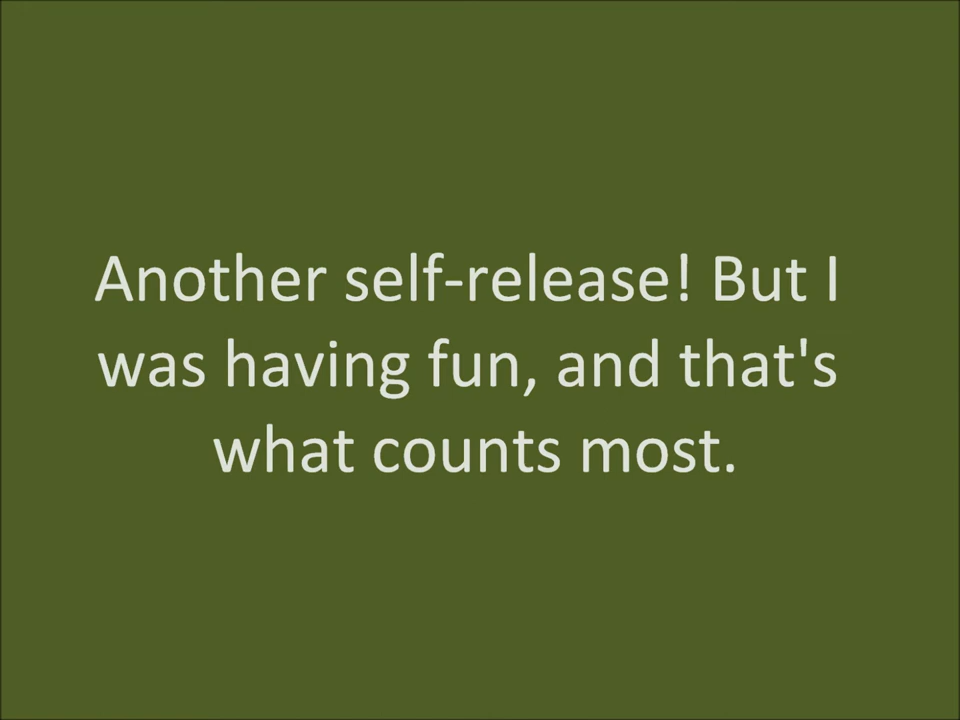 Another self-release! But I
was having fun, and that's
what counts most.